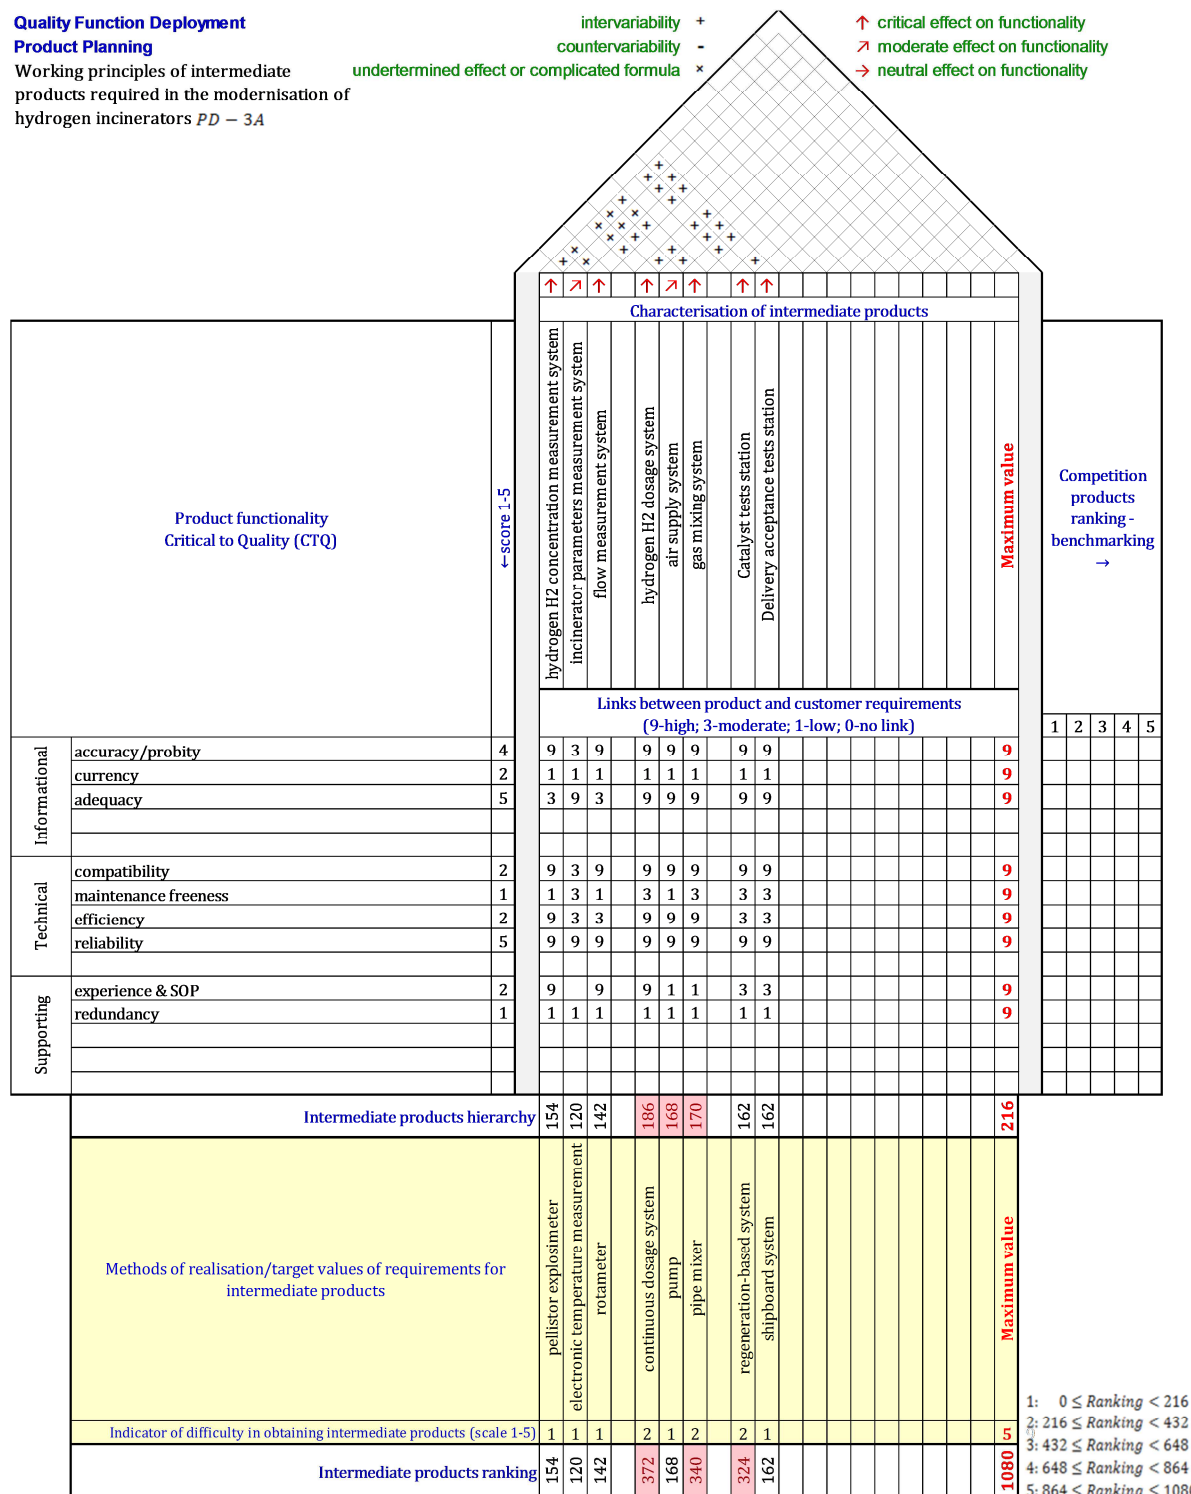 Quality Function Deployment
Product Planning
Working principles of intermediate
products required in the modernisation of
hydrogen incinerators PD − 3A
intervariability +
countervariability -
undertermined effect or complicated formula ×
↑ critical effect on functionality
↗ moderate effect on functionality
→ neutral effect on functionality
+
+ +
+ +
+ +
× × + +
× × + + +
× + + +
× + + +
+ × + + +
↑ ↗ ↑ ↑ ↗ ↑ ↑ ↑
Characterisation of intermediate products
Product functionality
Critical to Quality (CTQ)
←score 1-5
hydrogen H2 concentration measurement system
incinerator parameters measurement system
flow measurement system
hydrogen H2 dosage system
air supply system
gas mixing system
Catalyst tests station
Delivery acceptance tests station
Maximum value
Competition
products
ranking -
benchmarking
→
Links between product and customer requirements
(9-high; 3-moderate; 1-low; 0-no link)
1 2 3 4 5
Informational
accuracy/probity 4 9 3 9 9 9 9 9 9 9
currency 2 1 1 1 1 1 1 1 1 9
adequacy 5 3 9 3 9 9 9 9 9 9
Technical
compatibility 2 9 3 9 9 9 9 9 9 9
maintenance freeness 1 1 3 1 3 1 3 3 3 9
efficiency 2 9 3 3 9 9 9 3 3 9
reliability 5 9 9 9 9 9 9 9 9 9
Supporting
experience & SOP 2 9 9 9 1 1 3 3 9
redundancy 1 1 1 1 1 1 1 1 1 9
Intermediate products hierarchy 154 120 142 186 168 170 162 162 216
Methods of realisation/target values of requirements for
intermediate products
pellistor explosimeter
electronic temperature measurement
rotameter
continuous dosage system
pump
pipe mixer
regeneration-based system
shipboard system
Maximum value
Indicator of difficulty in obtaining intermediate products (scale 1-5) 1 1 1 2 1 2 2 1 5
Intermediate products ranking 154 120 142 372 168 340 324 162 1080
1: 0 ≤ Ranking < 216
2: 216 ≤ Ranking < 432
3: 432 ≤ Ranking < 648
4: 648 ≤ Ranking < 864
5: 864 ≤ Ranking < 1080